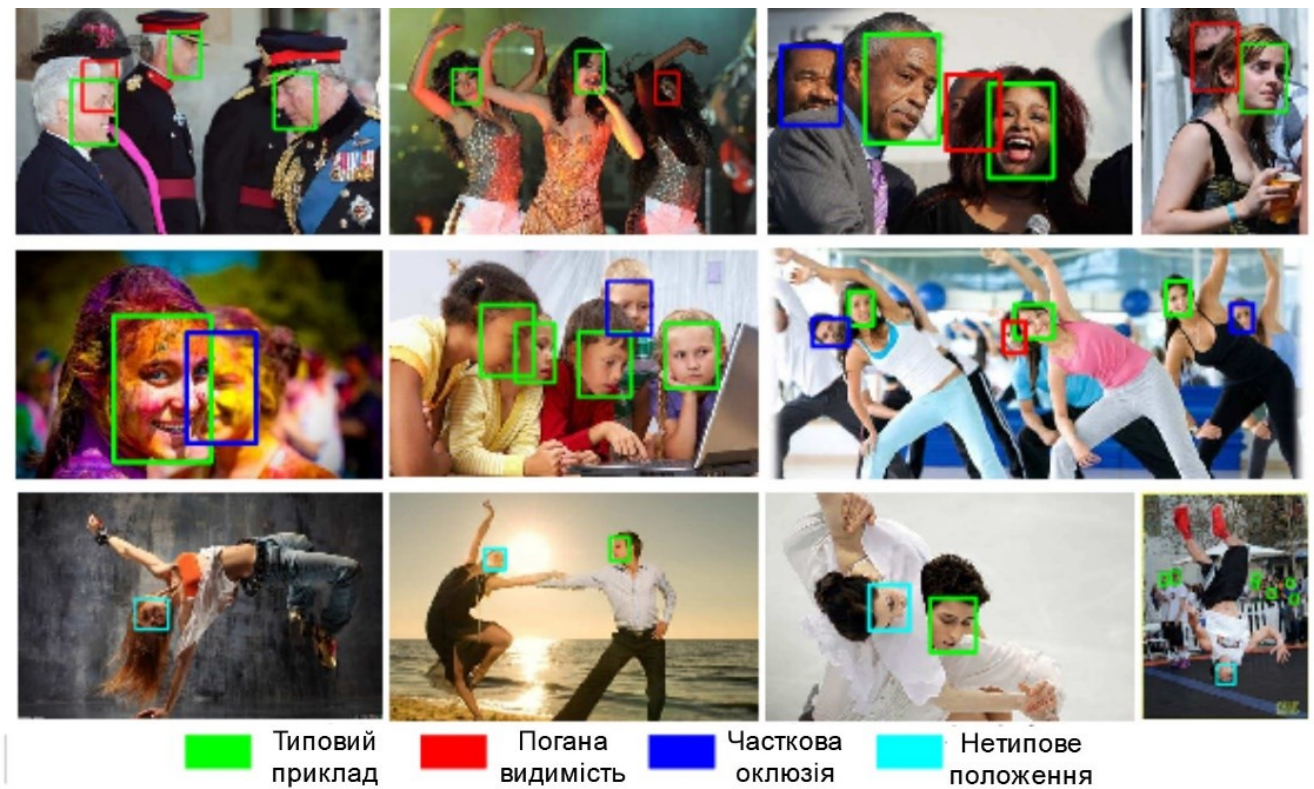 Типовий
приклад
Погана
видимість
Часткова
оклюзія
Нетипове
положення